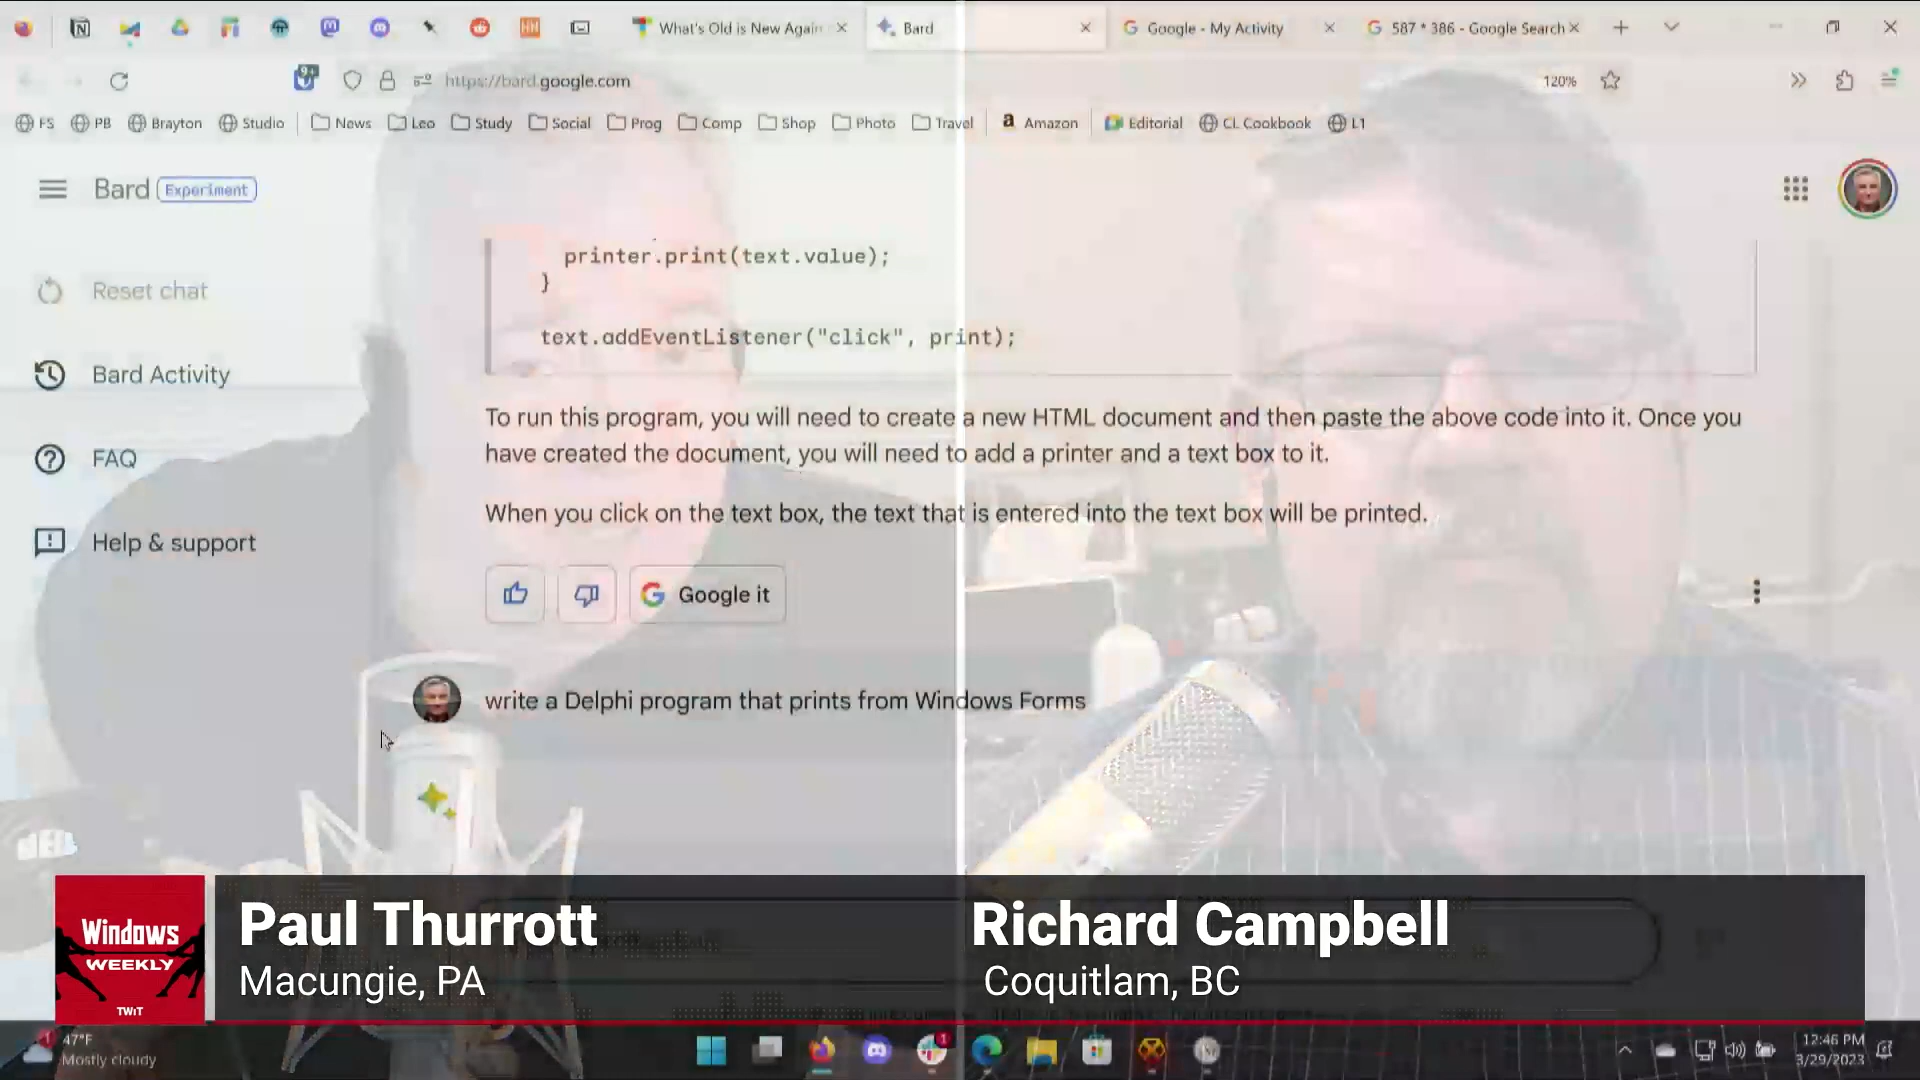 What's Old is New Again
Bard
Google - My Activity
587 * 386 - Google Search
9+
https://bard.google.com
120%
FS
PB
Brayton
Studio
News
Leo
Study
Social
Prog
Comp
Shop
Photo
Travel
Amazon
Editorial
CL Cookbook
L1
Bard Experiment
Reset chat
Bard Activity
FAQ
Help & support
printer.print(text.value);
}
text.addEventListener("click", print);
To run this program, you will need to create a new HTML document and then paste the above code into it. Once you
have created the document, you will need to add a printer and a text box to it.
When you click on the text box, the text that is entered into the text box will be printed.
Google it
write a Delphi program that prints from Windows Forms
Windows
WEEKLY
TWiT
Paul Thurrott
Macungie, PA
Richard Campbell
Coquitlam, BC
1
47°F
Mostly cloudy
1
12:46 PM
3/29/2023